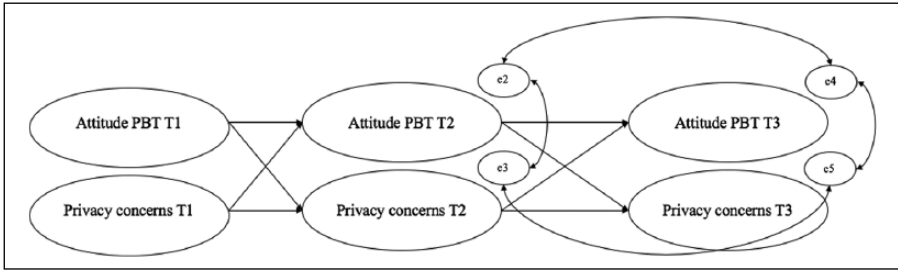 e2
e4
Attitude PBT T1
Attitude PBT T2
Attitude PBT T3
e3
e5
Privacy concerns T1
Privacy concerns T2
Privacy concerns T3